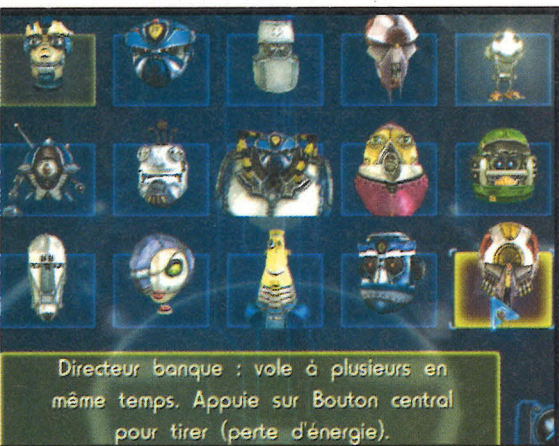 Directeur banque : vole à plusieurs en
même temps. Appuie sur Bouton central
pour tirer (perte d'énergie).